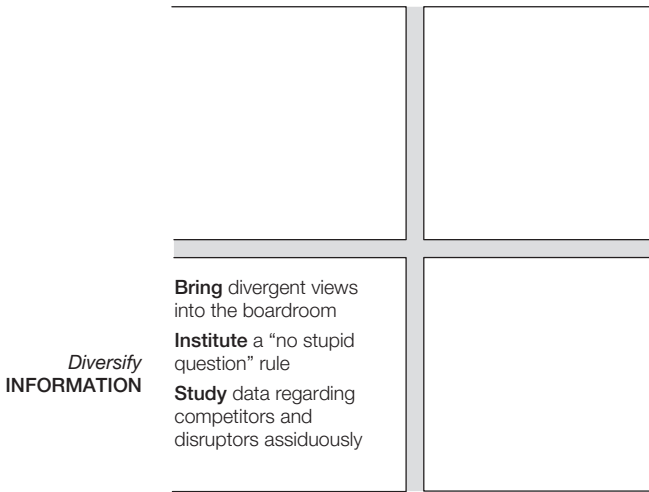 Bring divergent views
into the boardroom
Institute a “no stupid
question” rule
Study data regarding
competitors and
disruptors assiduously
Diversify
INFORMATION